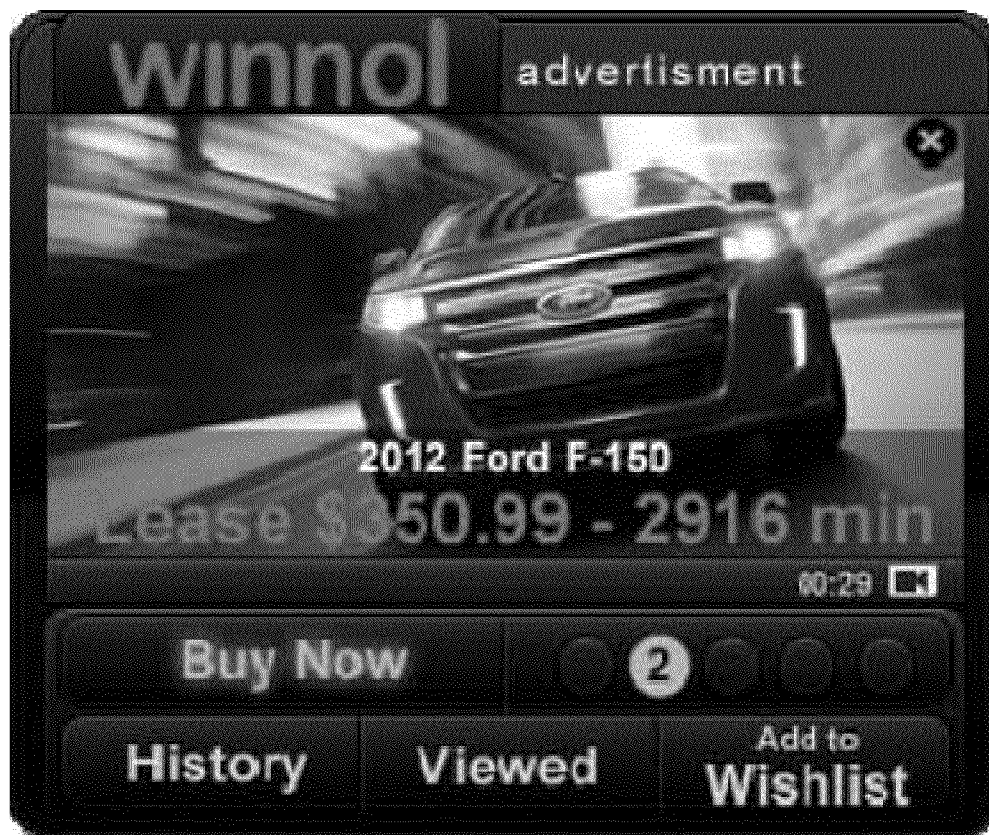 winnol
advertisment
2012 Ford F-150
Lease $350.99 - 2916 min
00:29
Buy Now
2
History
Viewed
Add to
Wishlist